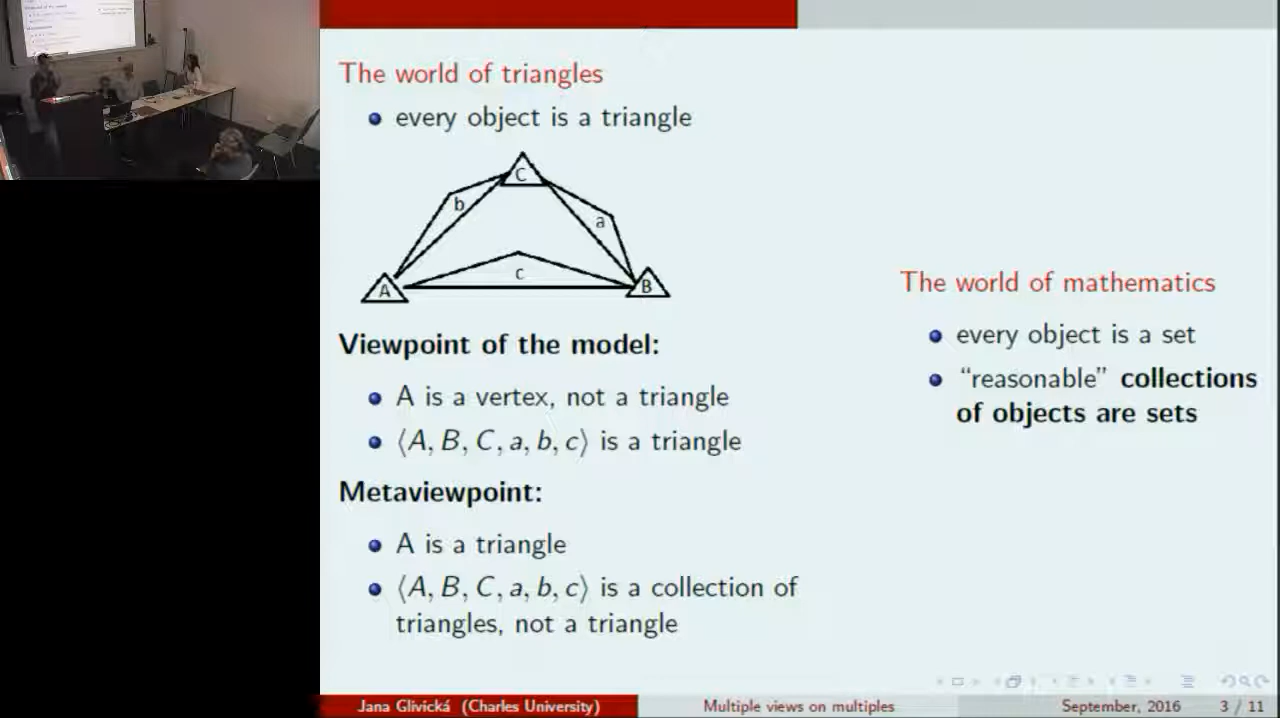 The world of triangles
every object is a triangle
C
b
a
c
A
B
Viewpoint of the model:
A is a vertex, not a triangle
⟨A, B, C, a, b, c⟩ is a triangle
Metaviewpoint:
A is a triangle
⟨A, B, C, a, b, c⟩ is a collection of
triangles, not a triangle
The world of mathematics
every object is a set
“reasonable” collections
of objects are sets
Jana Glivická (Charles University)
Multiple views on multiples
September, 2016
3 / 11